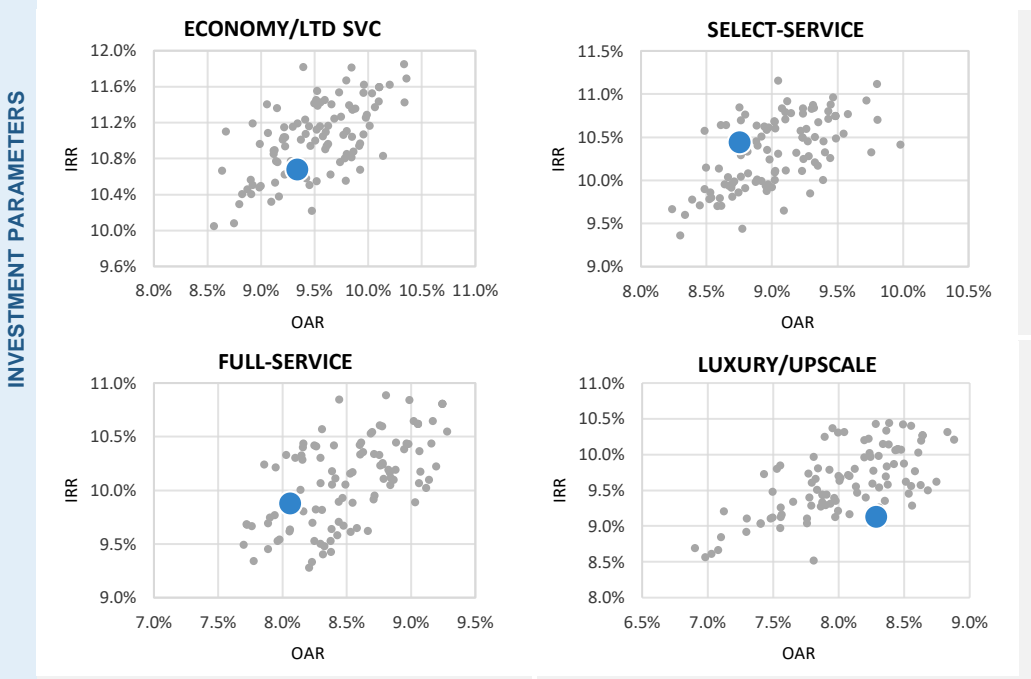 INVESTMENT PARAMETERS
ECONOMY/LTD SVC
12.0%
11.6%
11.2%
10.8%
10.4%
10.0%
9.6%
IRR
8.0% 8.5% 9.0% 9.5% 10.0% 10.5% 11.0%
OAR
SELECT-SERVICE
11.5%
11.0%
10.5%
10.0%
9.5%
9.0%
IRR
8.0% 8.5% 9.0% 9.5% 10.0% 10.5%
OAR
FULL-SERVICE
11.0%
10.5%
10.0%
9.5%
9.0%
IRR
7.0% 7.5% 8.0% 8.5% 9.0% 9.5%
OAR
LUXURY/UPSCALE
11.0%
10.5%
10.0%
9.5%
9.0%
8.5%
8.0%
IRR
6.5% 7.0% 7.5% 8.0% 8.5% 9.0%
OAR